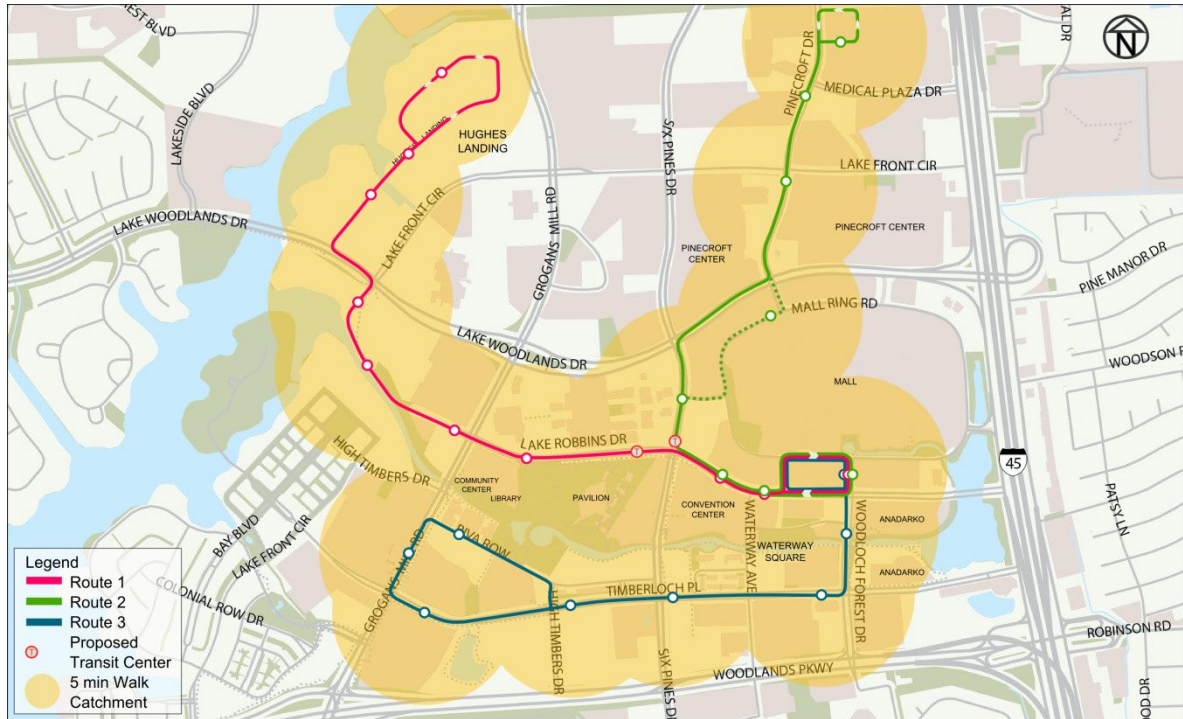 REST BLVD
LAKESIDE BLVD
PINECROFT DR
N
AL DR
MEDICAL PLAZA DR
HUGHES
LANDING
SIX PINES DR
LAKE FRONT CIR
GROGANS MILL RD
LAKE WOODLANDS DR
LAKE FRONT CIR
PINECROFT
CENTER
PINECROFT CENTER
PINE MANOR DR
MALL RING RD
LAKE WOODLANDS DR
WOODSON R
MALL
LAKE ROBBINS DR
T
T
45
HIGH TIMBERS DR
COMMUNITY
CENTER
LIBRARY
PAVILION
CONVENTION
CENTER
WATERWAY AVE
WOODLOCH FOREST DR
ANADARKO
PATSY LN
BAY BLVD
LAKE FRONT CIR
RIVA ROW
GROGANS MILL RD
WATERWAY
SQUARE
ANADARKO
COLONIAL ROW DR
TIMBERLOCH PL
HIGH TIMBERS DR
SIX PINES DR
WOODLANDS PKWY
ROBINSON RD
OOD DR
Legend
Route 1
Route 2
Route 3
T
Proposed
Transit Center
5 min Walk
Catchment